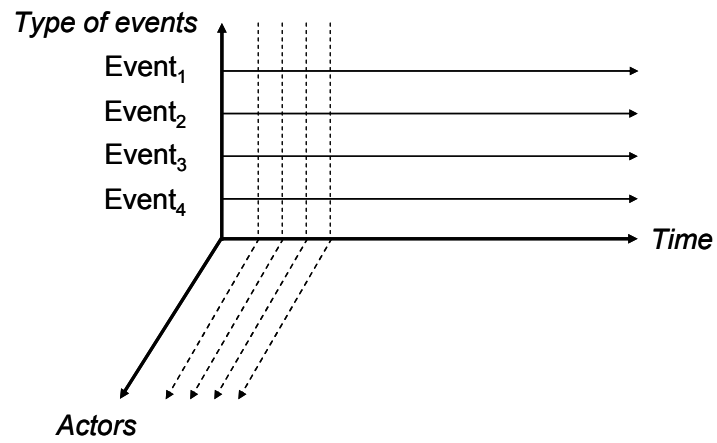 Type of events
Event₁
Event₂
Event₃
Event₄
Time
Actors